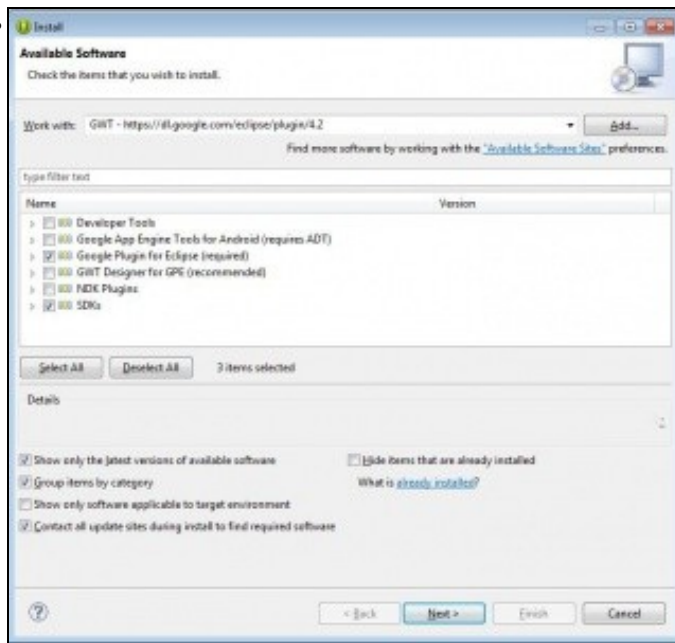 Install
Available Software
Check the items that you wish to install.
Work with: GWT - https://dl.google.com/eclipse/plugin/4.2 Add...
Find more software by working with the "Available Software Sites" preferences.
type filter text
Name Version
Developer Tools
Google App Engine Tools for Android (requires ADT)
Google Plugin for Eclipse (required)
GWT Designer for GPE (recommended)
NDK Plugins
SDKs
Select All Deselect All 3 items selected
Details
Show only the latest versions of available software Hide items that are already installed
Group items by category What is already installed?
Show only software applicable to target environment
Contact all update sites during install to find required software
? < Back Next > Finish Cancel